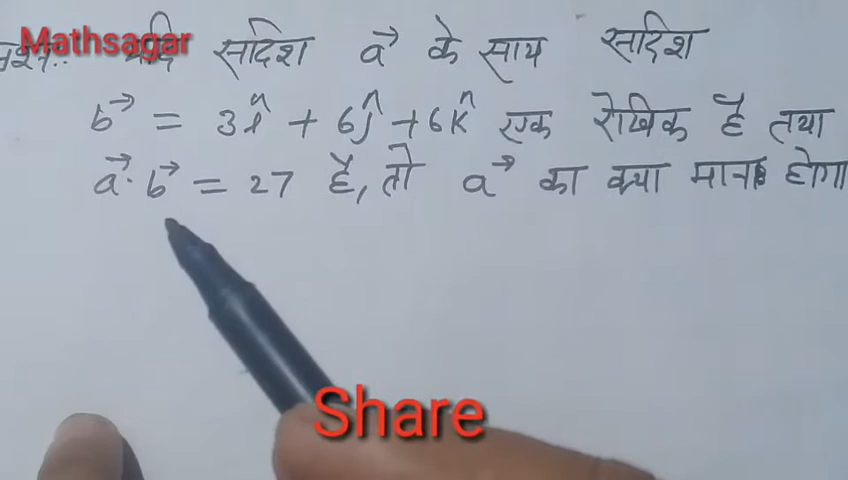 Mathsagar
यदि सदिश a→ के साथ सदिश
b→ = 3î + 6ĵ + 6k̂ एक रेखिक है तथा
a→ · b→ = 27 है, तो a→ का क्या मान होगा
Share